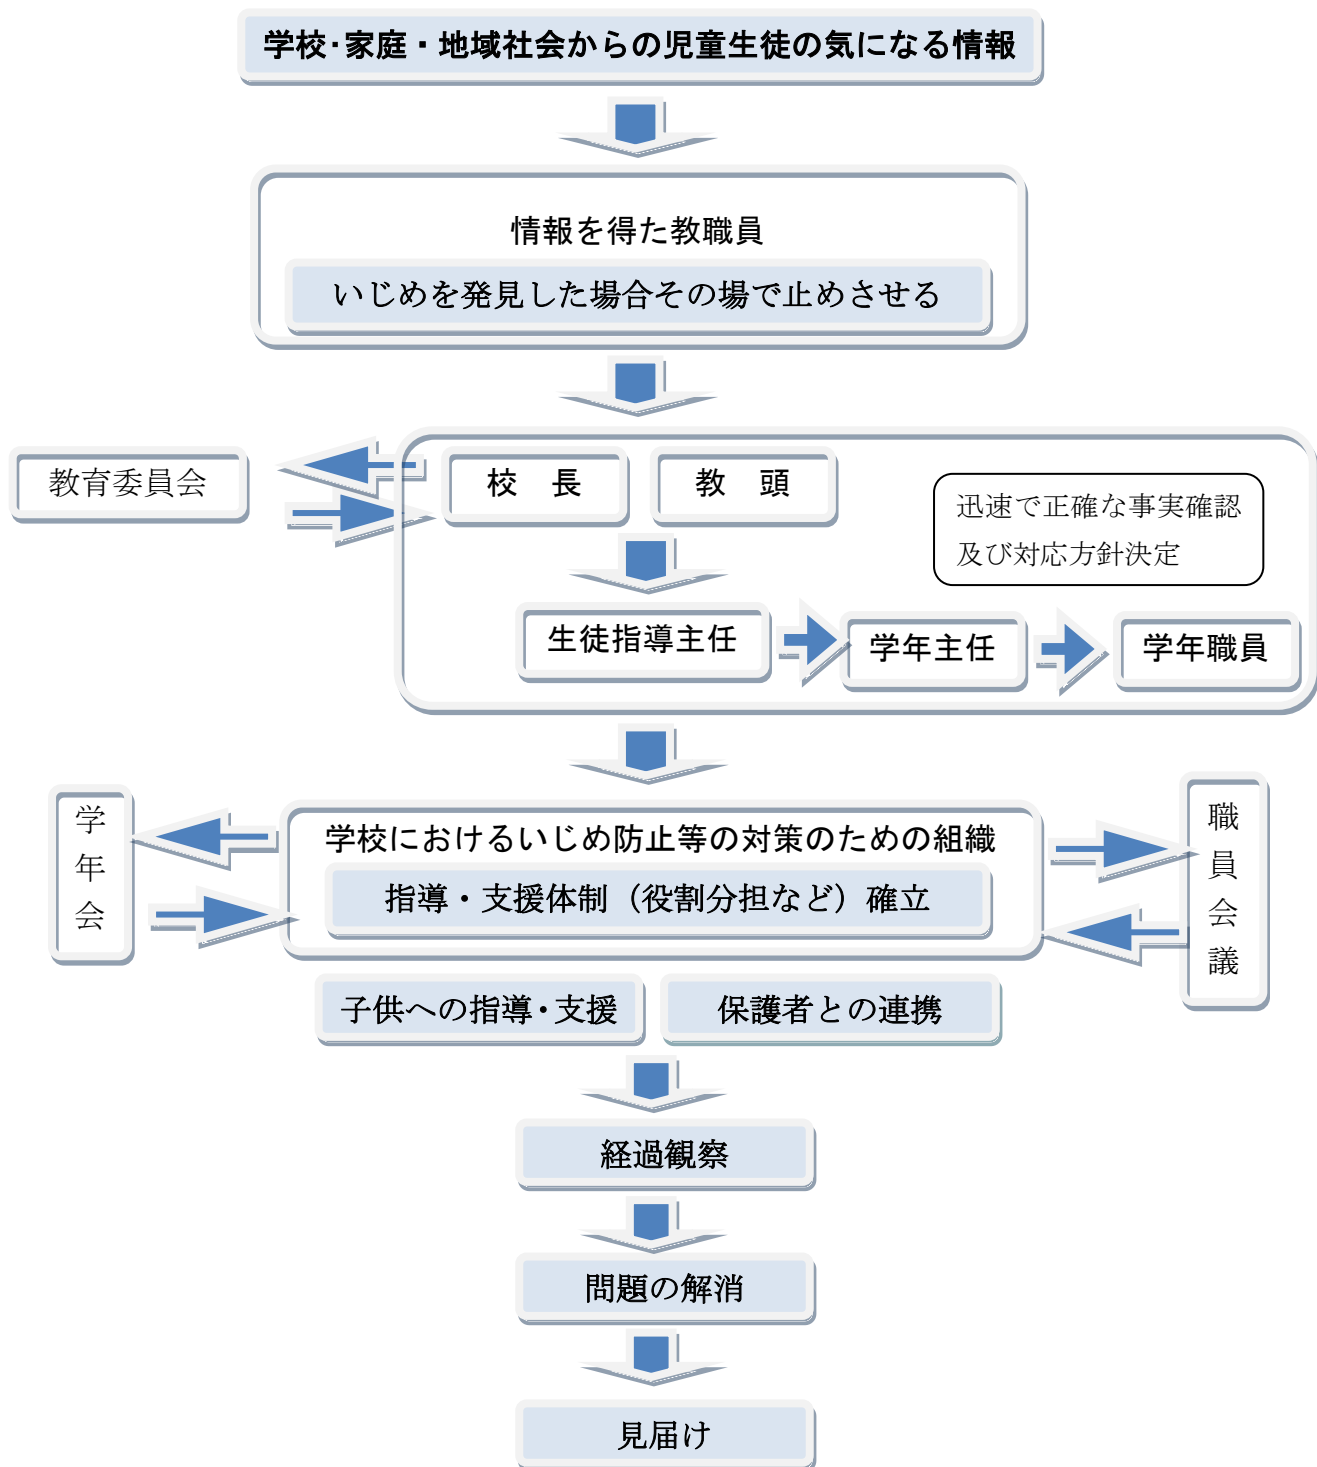 学校・家庭・地域社会からの児童生徒の気になる情報
情報を得た教職員
いじめを発見した場合その場で止めさせる
教育委員会
校　長
教　頭
迅速で正確な事実確認
及び対応方針決定
生徒指導主任
学年主任
学年職員
学年会
学校におけるいじめ防止等の対策のための組織
指導・支援体制（役割分担など）確立
職員会議
子供への指導・支援
保護者との連携
経過観察
問題の解消
見届け